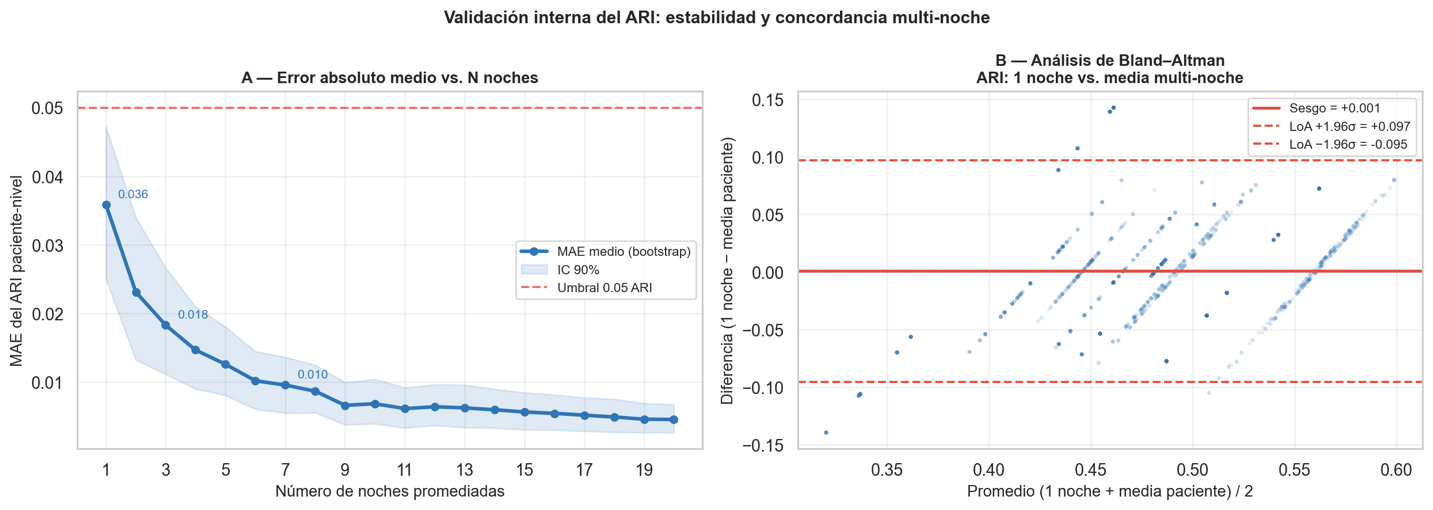 Validación interna del ARI: estabilidad y concordancia multi-noche
A — Error absoluto medio vs. N noches
MAE del ARI paciente-nivel
0.05
0.04
0.03
0.02
0.01
0.036
0.018
0.010
MAE medio (bootstrap)
IC 90%
Umbral 0.05 ARI
1
3
5
7
9
11
13
15
17
19
Número de noches promediadas
B — Análisis de Bland–Altman
ARI: 1 noche vs. media multi-noche
Diferencia (1 noche − media paciente)
0.15
0.10
0.05
0.00
−0.05
−0.10
−0.15
Sesgo = +0.001
LoA +1.96σ = +0.097
LoA −1.96σ = -0.095
0.35
0.40
0.45
0.50
0.55
0.60
Promedio (1 noche + media paciente) / 2